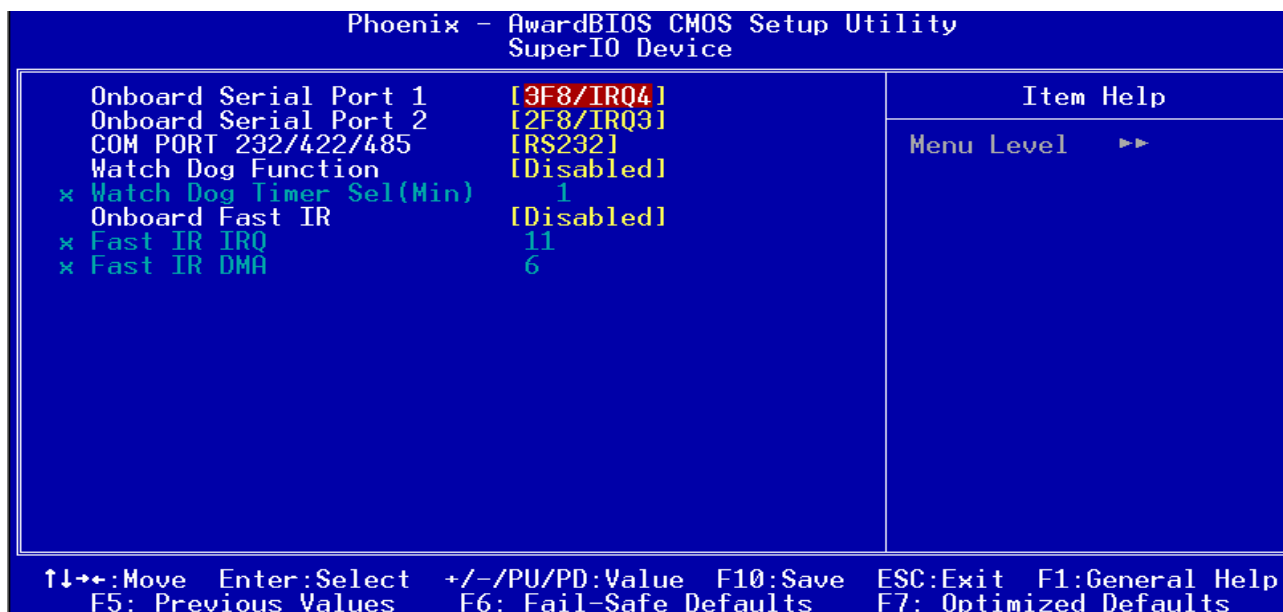 Phoenix - AwardBIOS CMOS Setup Utility
SuperIO Device
Onboard Serial Port 1 [3F8/IRQ4]
Onboard Serial Port 2 [2F8/IRQ3]
COM PORT 232/422/485 [RS232]
Watch Dog Function [Disabled]
x Watch Dog Timer Sel(Min) 1
Onboard Fast IR [Disabled]
x Fast IR IRQ 11
x Fast IR DMA 6
Item Help
Menu Level ►►
↑↓→←:Move Enter:Select +/-/PU/PD:Value F10:Save ESC:Exit F1:General Help
F5: Previous Values F6: Fail-Safe Defaults F7: Optimized Defaults